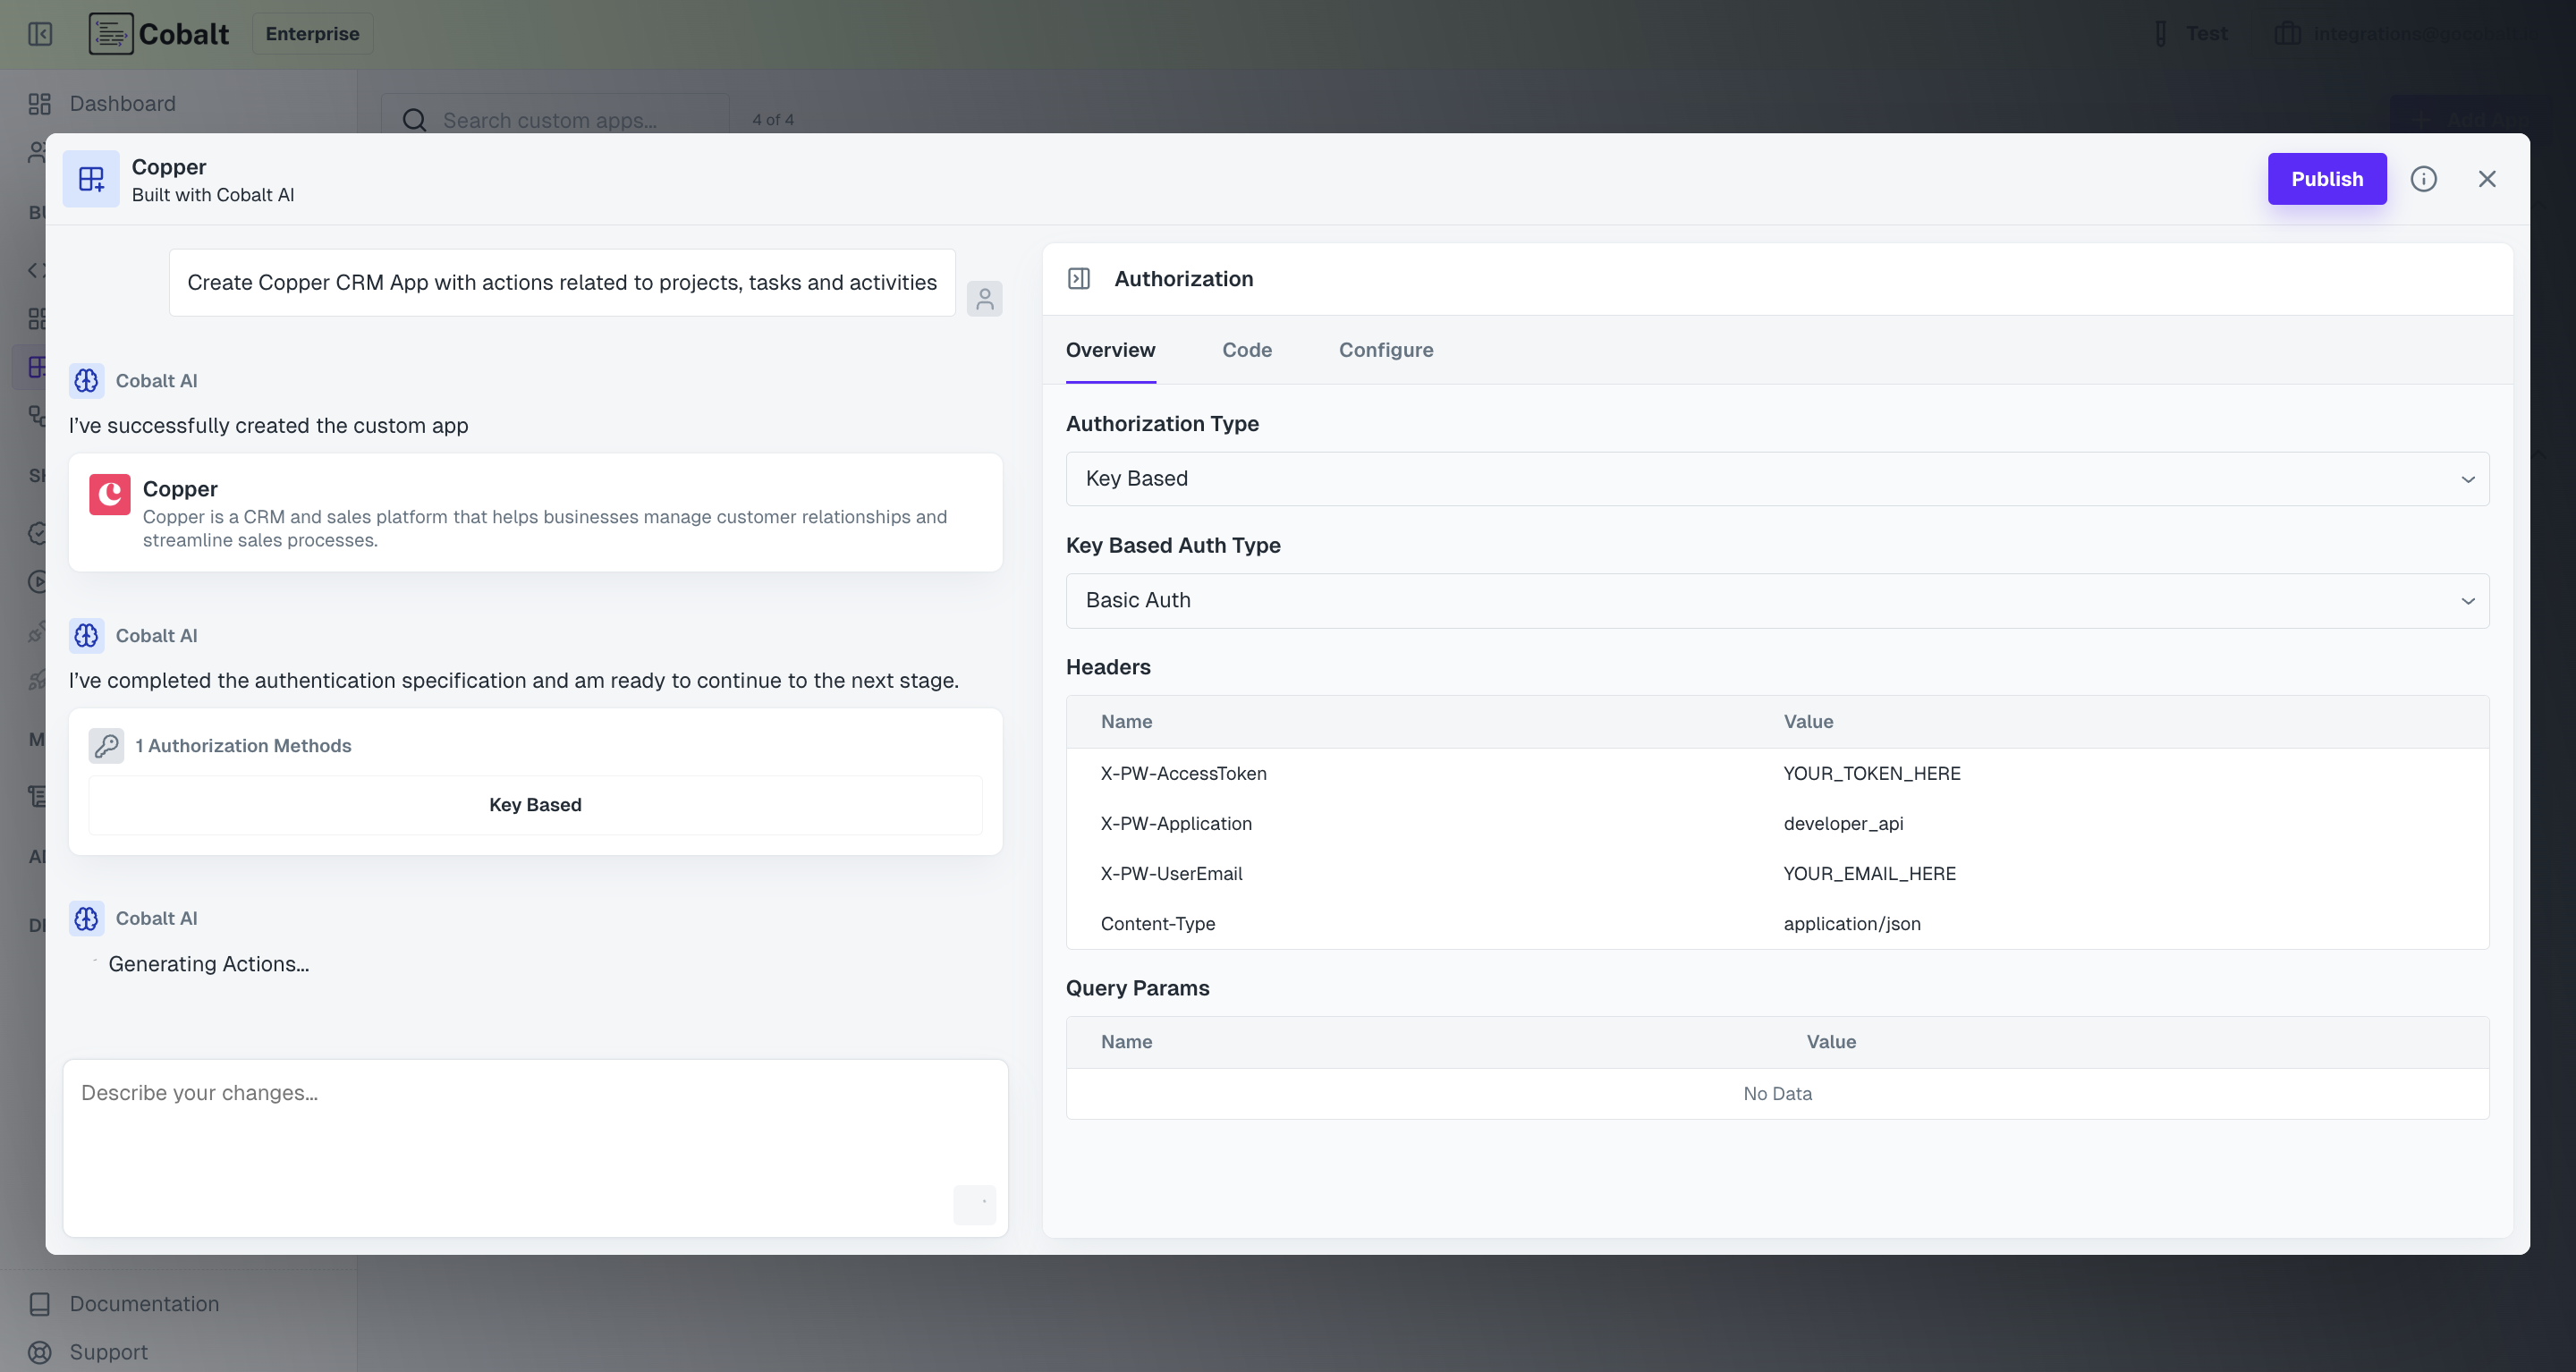 Cobalt
Enterprise
Test
Dashboard
Search custom apps...
4 of 4
Copper
Built with Cobalt AI
Publish
Create Copper CRM App with actions related to projects, tasks and activities
Cobalt AI
I've successfully created the custom app
Copper
Copper is a CRM and sales platform that helps businesses manage customer relationships and
streamline sales processes.
Cobalt AI
I've completed the authentication specification and am ready to continue to the next stage.
1 Authorization Methods
Key Based
Cobalt AI
Generating Actions...
Describe your changes...
Authorization
Overview Code Configure
Authorization Type
Key Based
Key Based Auth Type
Basic Auth
Headers
Name Value
X-PW-AccessToken YOUR_TOKEN_HERE
X-PW-Application developer_api
X-PW-UserEmail YOUR_EMAIL_HERE
Content-Type application/json
Query Params
Name Value
No Data
Documentation
Support